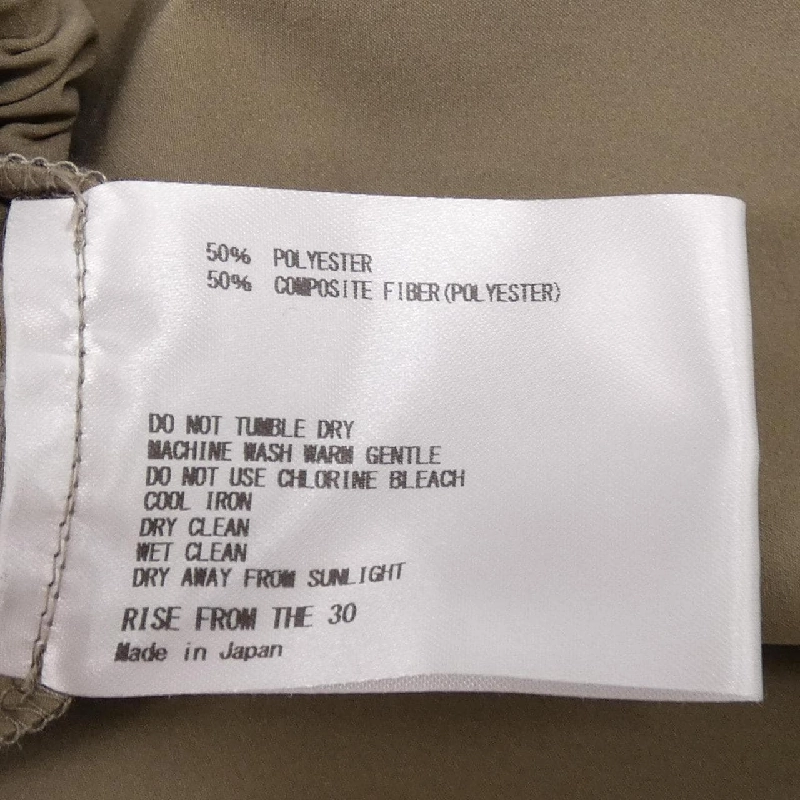 50% POLYESTER
50% COMPOSITE FIBER(POLYESTER)
DO NOT TUMBLE DRY
MACHINE WASH WARM GENTLE
DO NOT USE CHLORINE BLEACH
COOL IRON
DRY CLEAN
WET CLEAN
DRY AWAY FROM SUNLIGHT
RISE FROM THE 30
Made in Japan